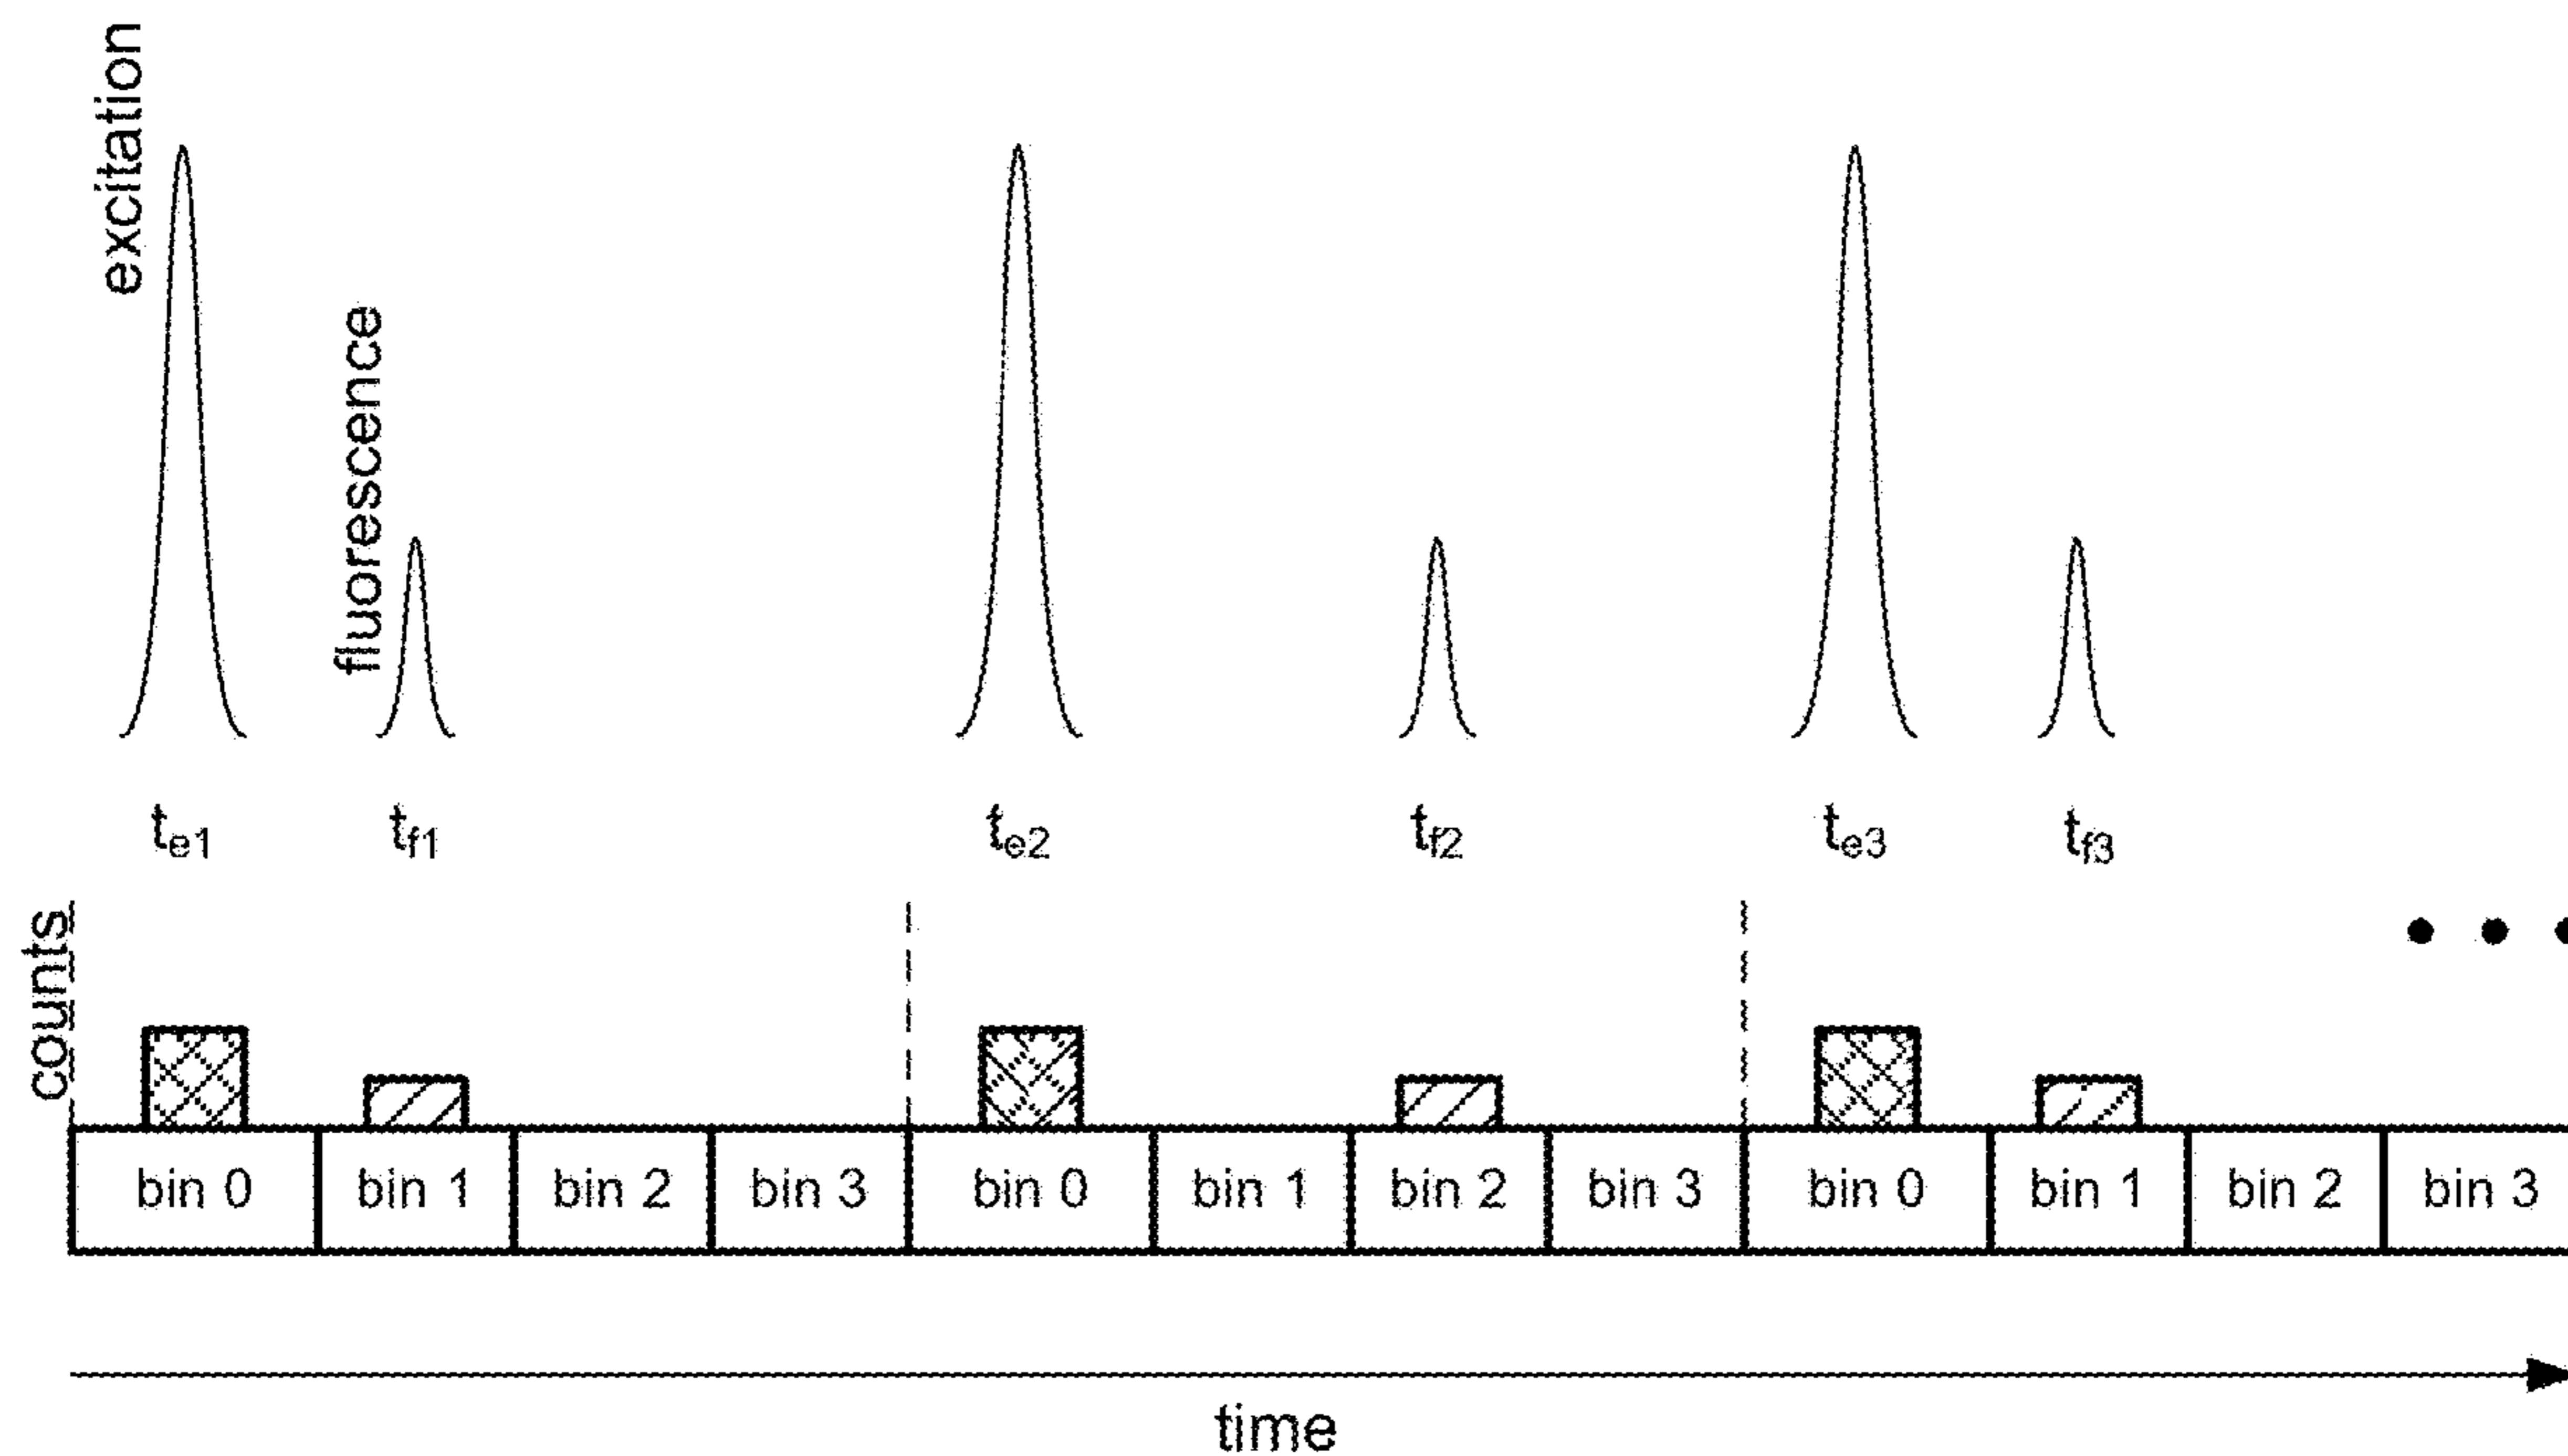 excitation
fluorescence
te1 tf1 te2 tf2 te3 tf3
counts
bin 0 bin 1 bin 2 bin 3 bin 0 bin 1 bin 2 bin 3 bin 0 bin 1 bin 2 bin 3
time